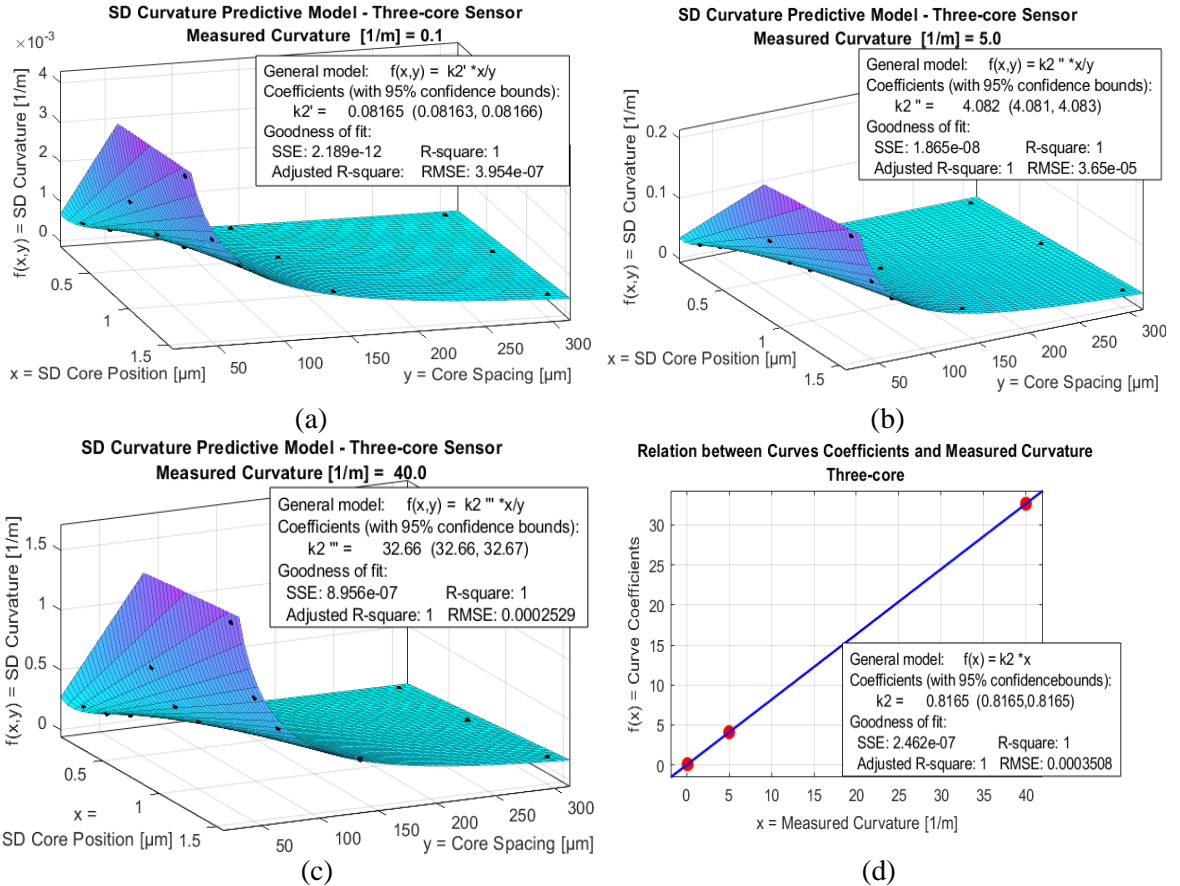 SD Curvature Predictive Model - Three-core Sensor
Measured Curvature [1/m] = 0.1
×10⁻³
General model: f(x,y) = k2' *x/y
Coefficients (with 95% confidence bounds):
k2' = 0.08165 (0.08163, 0.08166)
Goodness of fit:
SSE: 2.189e-12 R-square: 1
Adjusted R-square: RMSE: 3.954e-07
f(x,y) = SD Curvature [1/m]
4
3
2
1
0
0.5
1
1.5
x = SD Core Position [µm]
50
100
150
200
250
300
y = Core Spacing [µm]
(a)
SD Curvature Predictive Model - Three-core Sensor
Measured Curvature [1/m] = 5.0
General model: f(x,y) = k2 '' *x/y
Coefficients (with 95% confidence bounds):
k2 '' = 4.082 (4.081, 4.083)
Goodness of fit:
SSE: 1.865e-08 R-square: 1
Adjusted R-square: 1 RMSE: 3.65e-05
f(x,y) = SD Curvature [1/m]
0.2
0.1
0
0.5
1
1.5
x = SD Core Position [µm]
50
100
150
200
250
300
y = Core Spacing [µm]
(b)
SD Curvature Predictive Model - Three-core Sensor
Measured Curvature [1/m] = 40.0
General model: f(x,y) = k2 ''' *x/y
Coefficients (with 95% confidence bounds):
k2 ''' = 32.66 (32.66, 32.67)
Goodness of fit:
SSE: 8.956e-07 R-square: 1
Adjusted R-square: 1 RMSE: 0.0002529
f(x,y) = SD Curvature [1/m]
1.5
1
0.5
0
0.5
1
1.5
x =
SD Core Position [µm]
50
100
150
200
250
300
y = Core Spacing [µm]
(c)
Relation between Curves Coefficients and Measured Curvature
Three-core
f(x) = Curve Coefficients
30
25
20
15
10
5
0
General model: f(x) = k2 *x
Coefficients (with 95% confidencebounds):
k2 = 0.8165 (0.8165,0.8165)
Goodness of fit:
SSE: 2.462e-07 R-square: 1
Adjusted R-square: 1 RMSE: 0.0003508
0 5 10 15 20 25 30 35 40
x = Measured Curvature [1/m]
(d)